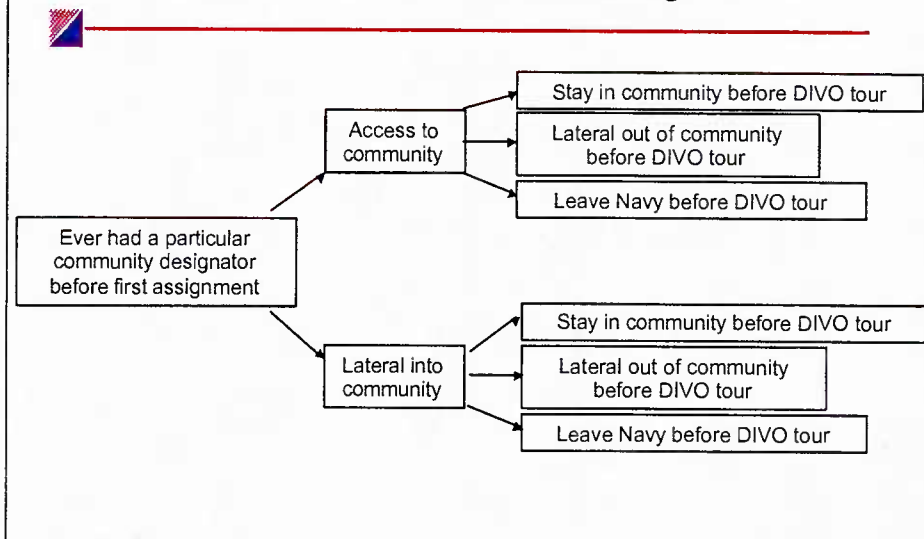 Stay in community before DIVO tour
Access to
community
Lateral out of community
before DIVO tour
Leave Navy before DIVO tour
Ever had a particular
community designator
before first assignment
Stay in community before DIVO tour
Lateral into
community
Lateral out of community
before DIVO tour
Leave Navy before DIVO tour